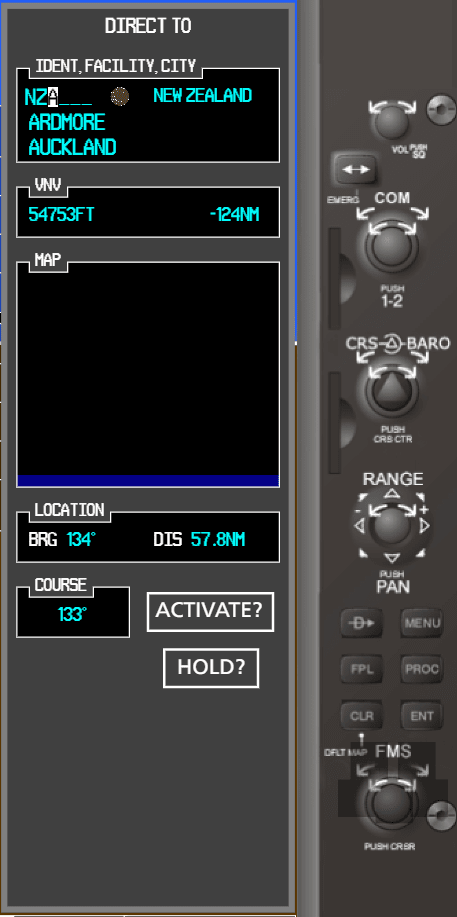 DIRECT TO
IDENT, FACILITY, CITY
NZA___ NEW ZEALAND
ARDMORE
AUCKLAND
VNV
54753FT -124NM
MAP
LOCATION
BRG 134° DIS 57.8NM
COURSE
133°
ACTIVATE?
HOLD?
VOL PUSH SQ
EMERG
COM
PUSH
1-2
CRS BARO
PUSH
CRS CTR
RANGE
- +
PUSH
PAN
D MENU
FPL PROC
CLR ENT
DFLT MAP FMS
PUSH CRSR